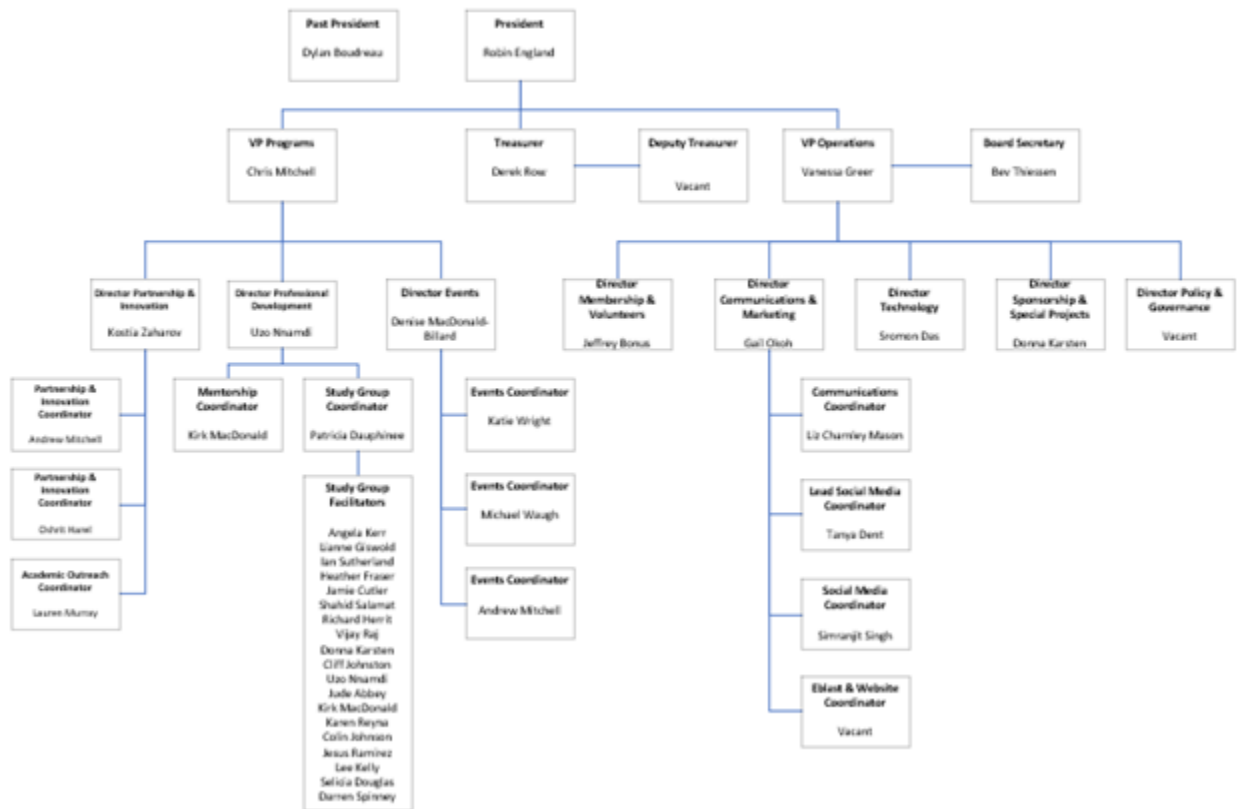 Past President
Dylan Boudreau
President
Robin England
VP Programs
Chris Mitchell
Treasurer
Derek Row
Deputy Treasurer
Vacant
VP Operations
Vanessa Greer
Board Secretary
Bev Thiessen
Director Partnership &
Innovation
Kostia Zaharov
Director Professional
Development
Uzo Nnamdi
Director Events
Denise MacDonald-
Billard
Director
Membership &
Volunteers
Jeffrey Bonus
Director
Communications &
Marketing
Gail Okoh
Director
Technology
Sromon Das
Director
Sponsorship &
Special Projects
Donna Karsten
Director Policy &
Governance
Vacant
Partnership &
Innovation
Coordinator
Andrew Mitchell
Partnership &
Innovation
Coordinator
Oshrit Harel
Academic Outreach
Coordinator
Lauren Murray
Mentorship
Coordinator
Kirk MacDonald
Study Group
Coordinator
Patricia Dauphinee
Study Group
Facilitators
Angela Kerr
Lianne Giswold
Ian Sutherland
Heather Fraser
Jamie Cutler
Shahid Salamat
Richard Herrit
Vijay Raj
Donna Karsten
Cliff Johnston
Uzo Nnamdi
Jude Abbey
Kirk MacDonald
Karen Reyna
Colin Johnson
Jesus Ramirez
Lee Kelly
Selicia Douglas
Darren Spinney
Events Coordinator
Katie Wright
Events Coordinator
Michael Waugh
Events Coordinator
Andrew Mitchell
Communications
Coordinator
Liz Charnley Mason
Lead Social Media
Coordinator
Tanya Dent
Social Media
Coordinator
Simranjit Singh
Eblast & Website
Coordinator
Vacant